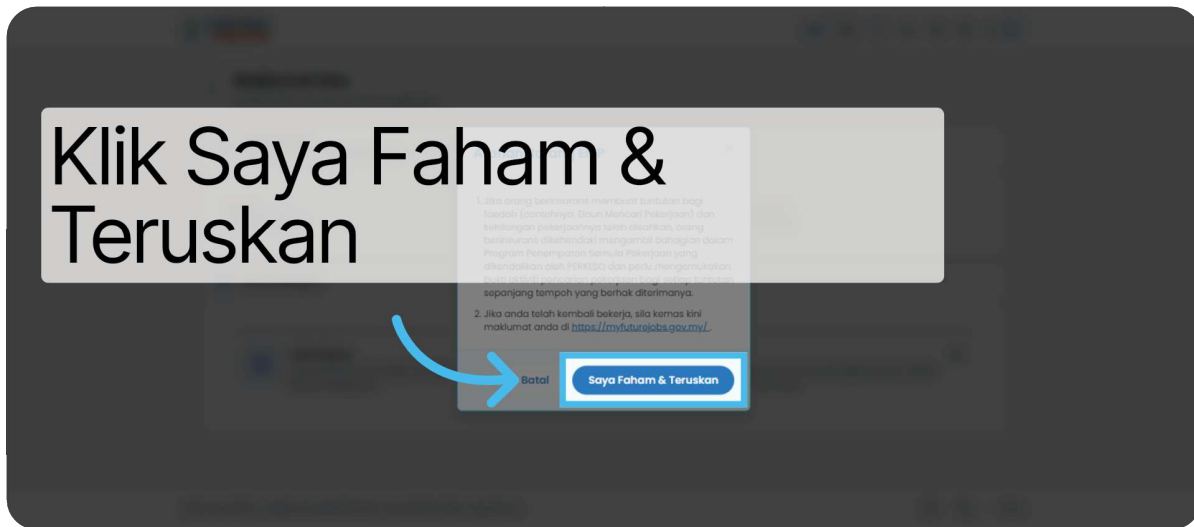 Klik Saya Faham &
Teruskan
1. Jika orang berinsurans membuat tuntutan bagi
faedah (contohnya, Elaun Mencari Pekerjaan) dan
kehilangan pekerjaannya telah disahkan, orang
berinsurans dikehendaki mengambil bahagian dalam
Program Penempatan Semula Pekerjaan yang
dikendalikan oleh PERKESO dan perlu mengemukakan
bukti aktiviti pencarian pekerjaan bagi setiap tuntutan
sepanjang tempoh yang berhak diterimanya.
2. Jika anda telah kembali bekerja, sila kemas kini
maklumat anda di https://myfuturejobs.gov.my/ .
Batal
Saya Faham & Teruskan